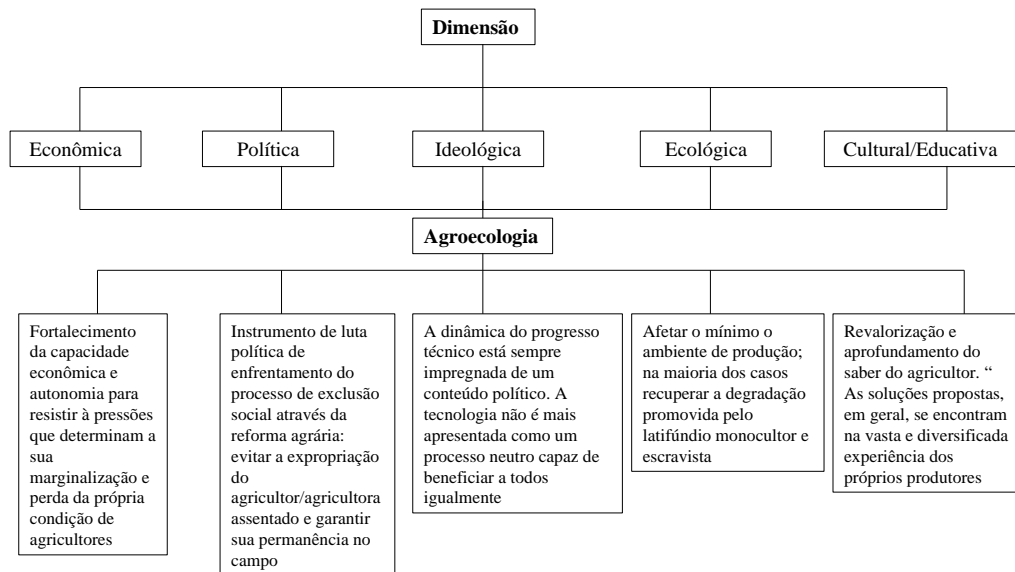 Dimensão
Econômica
Política
Ideológica
Ecológica
Cultural/Educativa
Agroecologia
Fortalecimento
da capacidade
econômica e
autonomia para
resistir à pressões
que determinam a
sua
marginalização e
perda da própria
condição de
agricultores
Instrumento de luta
política de
enfrentamento do
processo de exclusão
social através da
reforma agrária:
evitar a expropriação
do
agricultor/agricultora
assentado e garantir
sua permanência no
campo
A dinâmica do progresso
técnico está sempre
impregnada de um
conteúdo político. A
tecnologia não é mais
apresentada como um
processo neutro capaz de
beneficiar a todos
igualmente
Afetar o mínimo o
ambiente de produção;
na maioria dos casos
recuperar a degradação
promovida pelo
latifúndio monocultor e
escravista
Revalorização e
aprofundamento do
saber do agricultor. “
As soluções propostas,
em geral, se encontram
na vasta e diversificada
experiência dos
próprios produtores